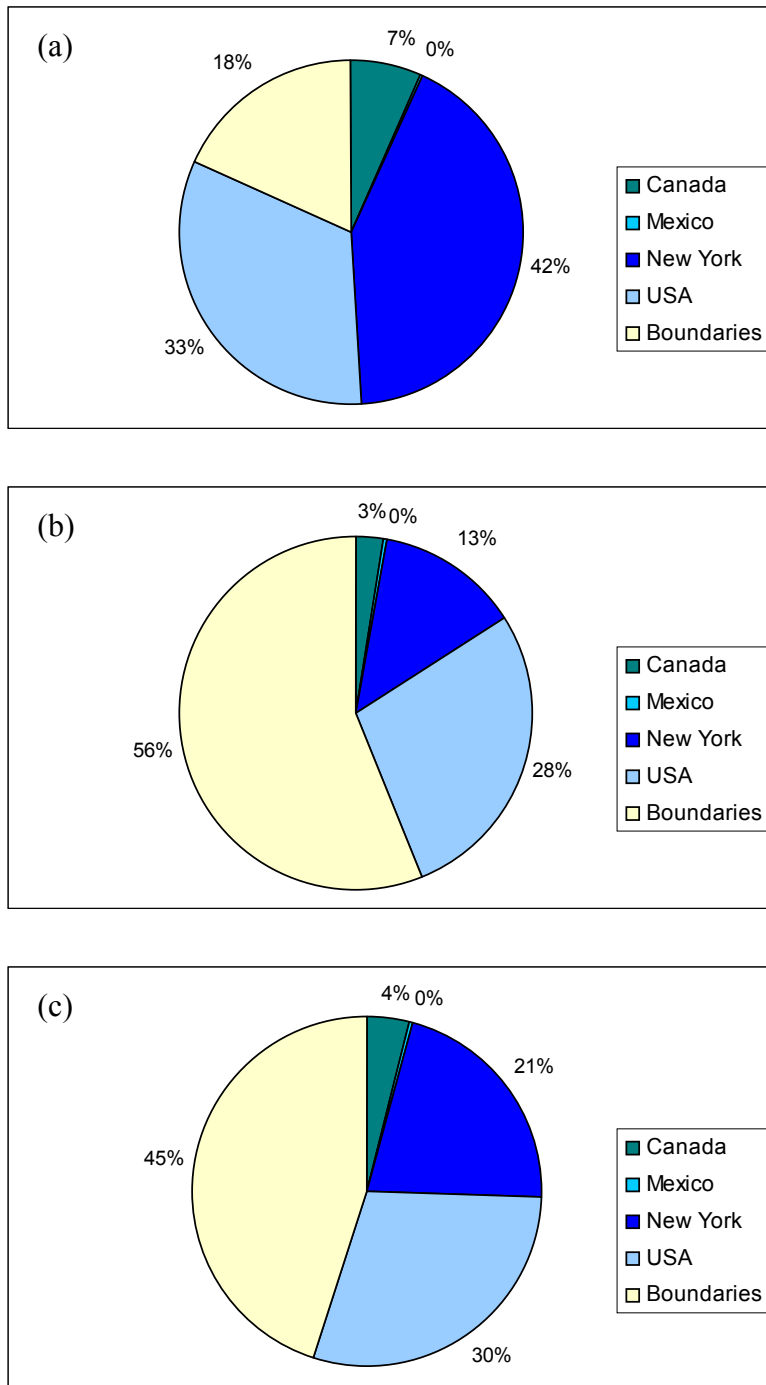 (a)
7%
0%
18%
42%
33%
Canada
Mexico
New York
USA
Boundaries
(b)
3%
0%
13%
56%
28%
Canada
Mexico
New York
USA
Boundaries
(c)
4%
0%
21%
45%
30%
Canada
Mexico
New York
USA
Boundaries